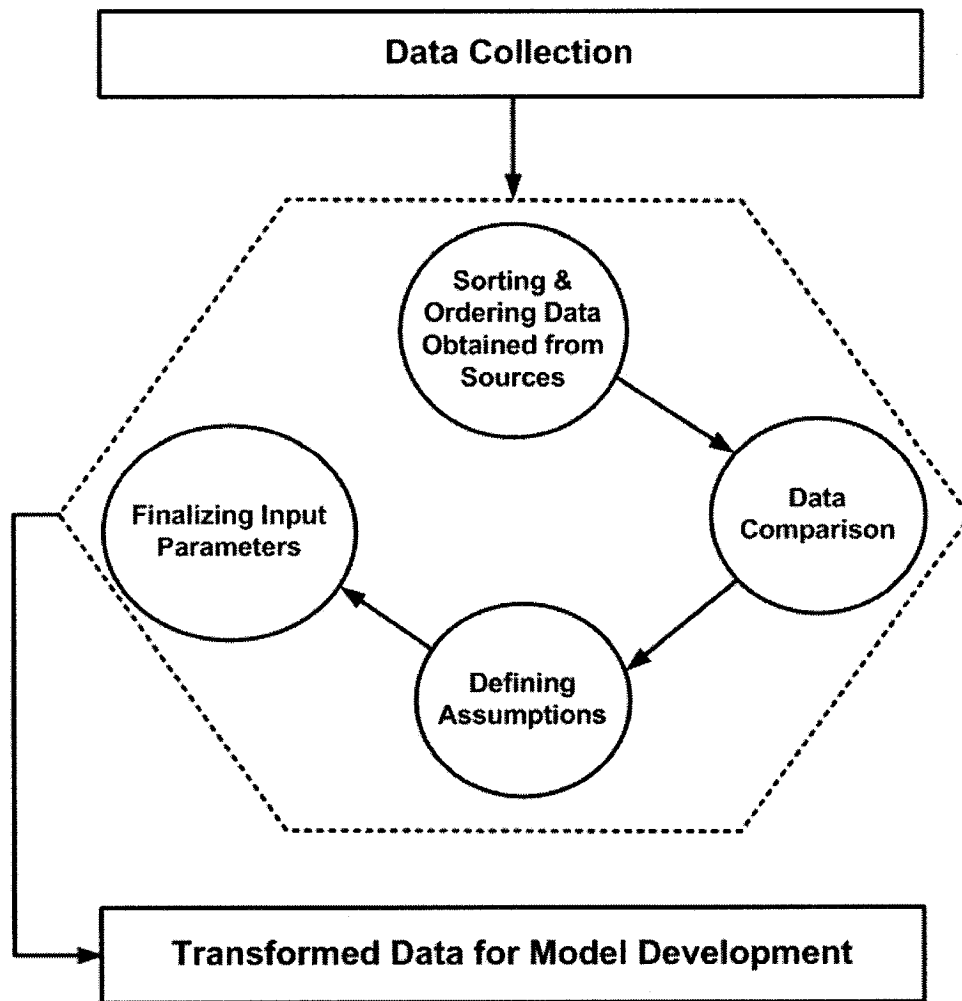 Data Collection
Sorting &
Ordering Data
Obtained from
Sources
Data
Comparison
Defining
Assumptions
Finalizing Input
Parameters
Transformed Data for Model Development